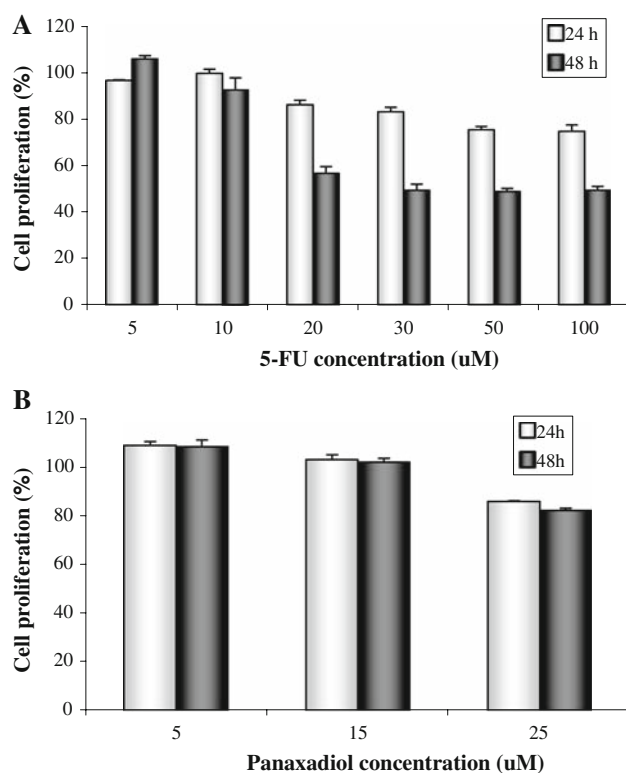 A
Cell proliferation (%)
120
100
80
60
40
20
0
24 h
48 h
5 10 20 30 50 100
5-FU concentration (uM)
B
Cell proliferation (%)
120
100
80
60
40
20
0
24h
48h
5 15 25
Panaxadiol concentration (uM)